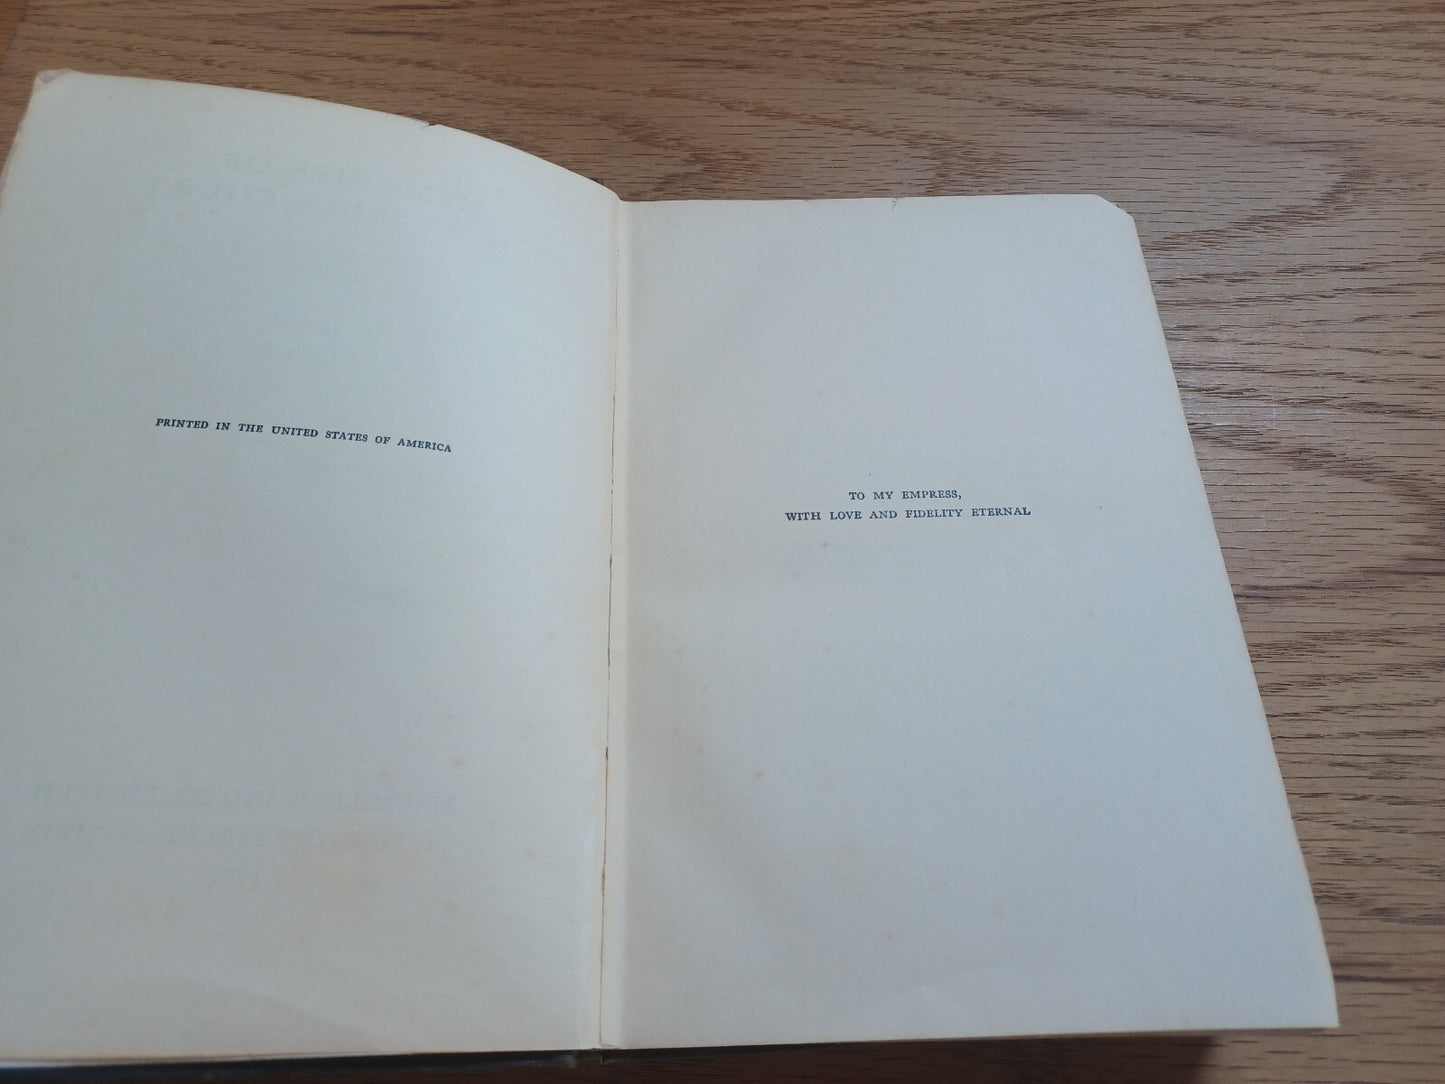 PRINTED IN THE UNITED STATES OF AMERICA
TO MY EMPRESS,
WITH LOVE AND FIDELITY ETERNAL